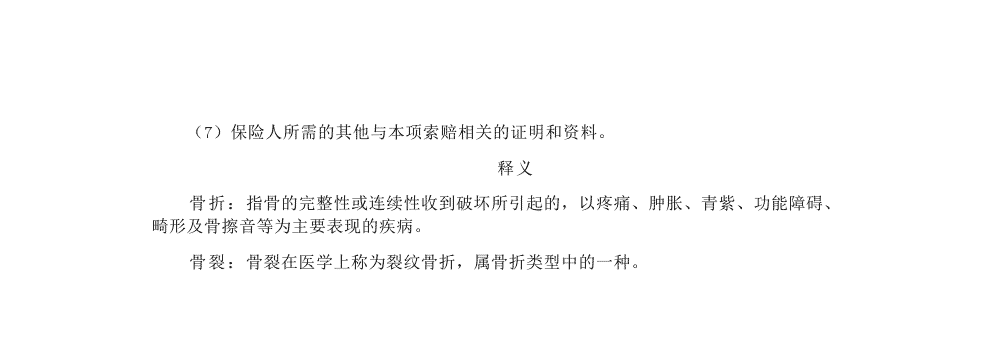 （7）保险人所需的其他与本项索赔相关的证明和资料。
释义
骨折：指骨的完整性或连续性收到破坏所引起的，以疼痛、肿胀、青紫、功能障碍、
畸形及骨擦音等为主要表现的疾病。
骨裂：骨裂在医学上称为裂纹骨折，属骨折类型中的一种。